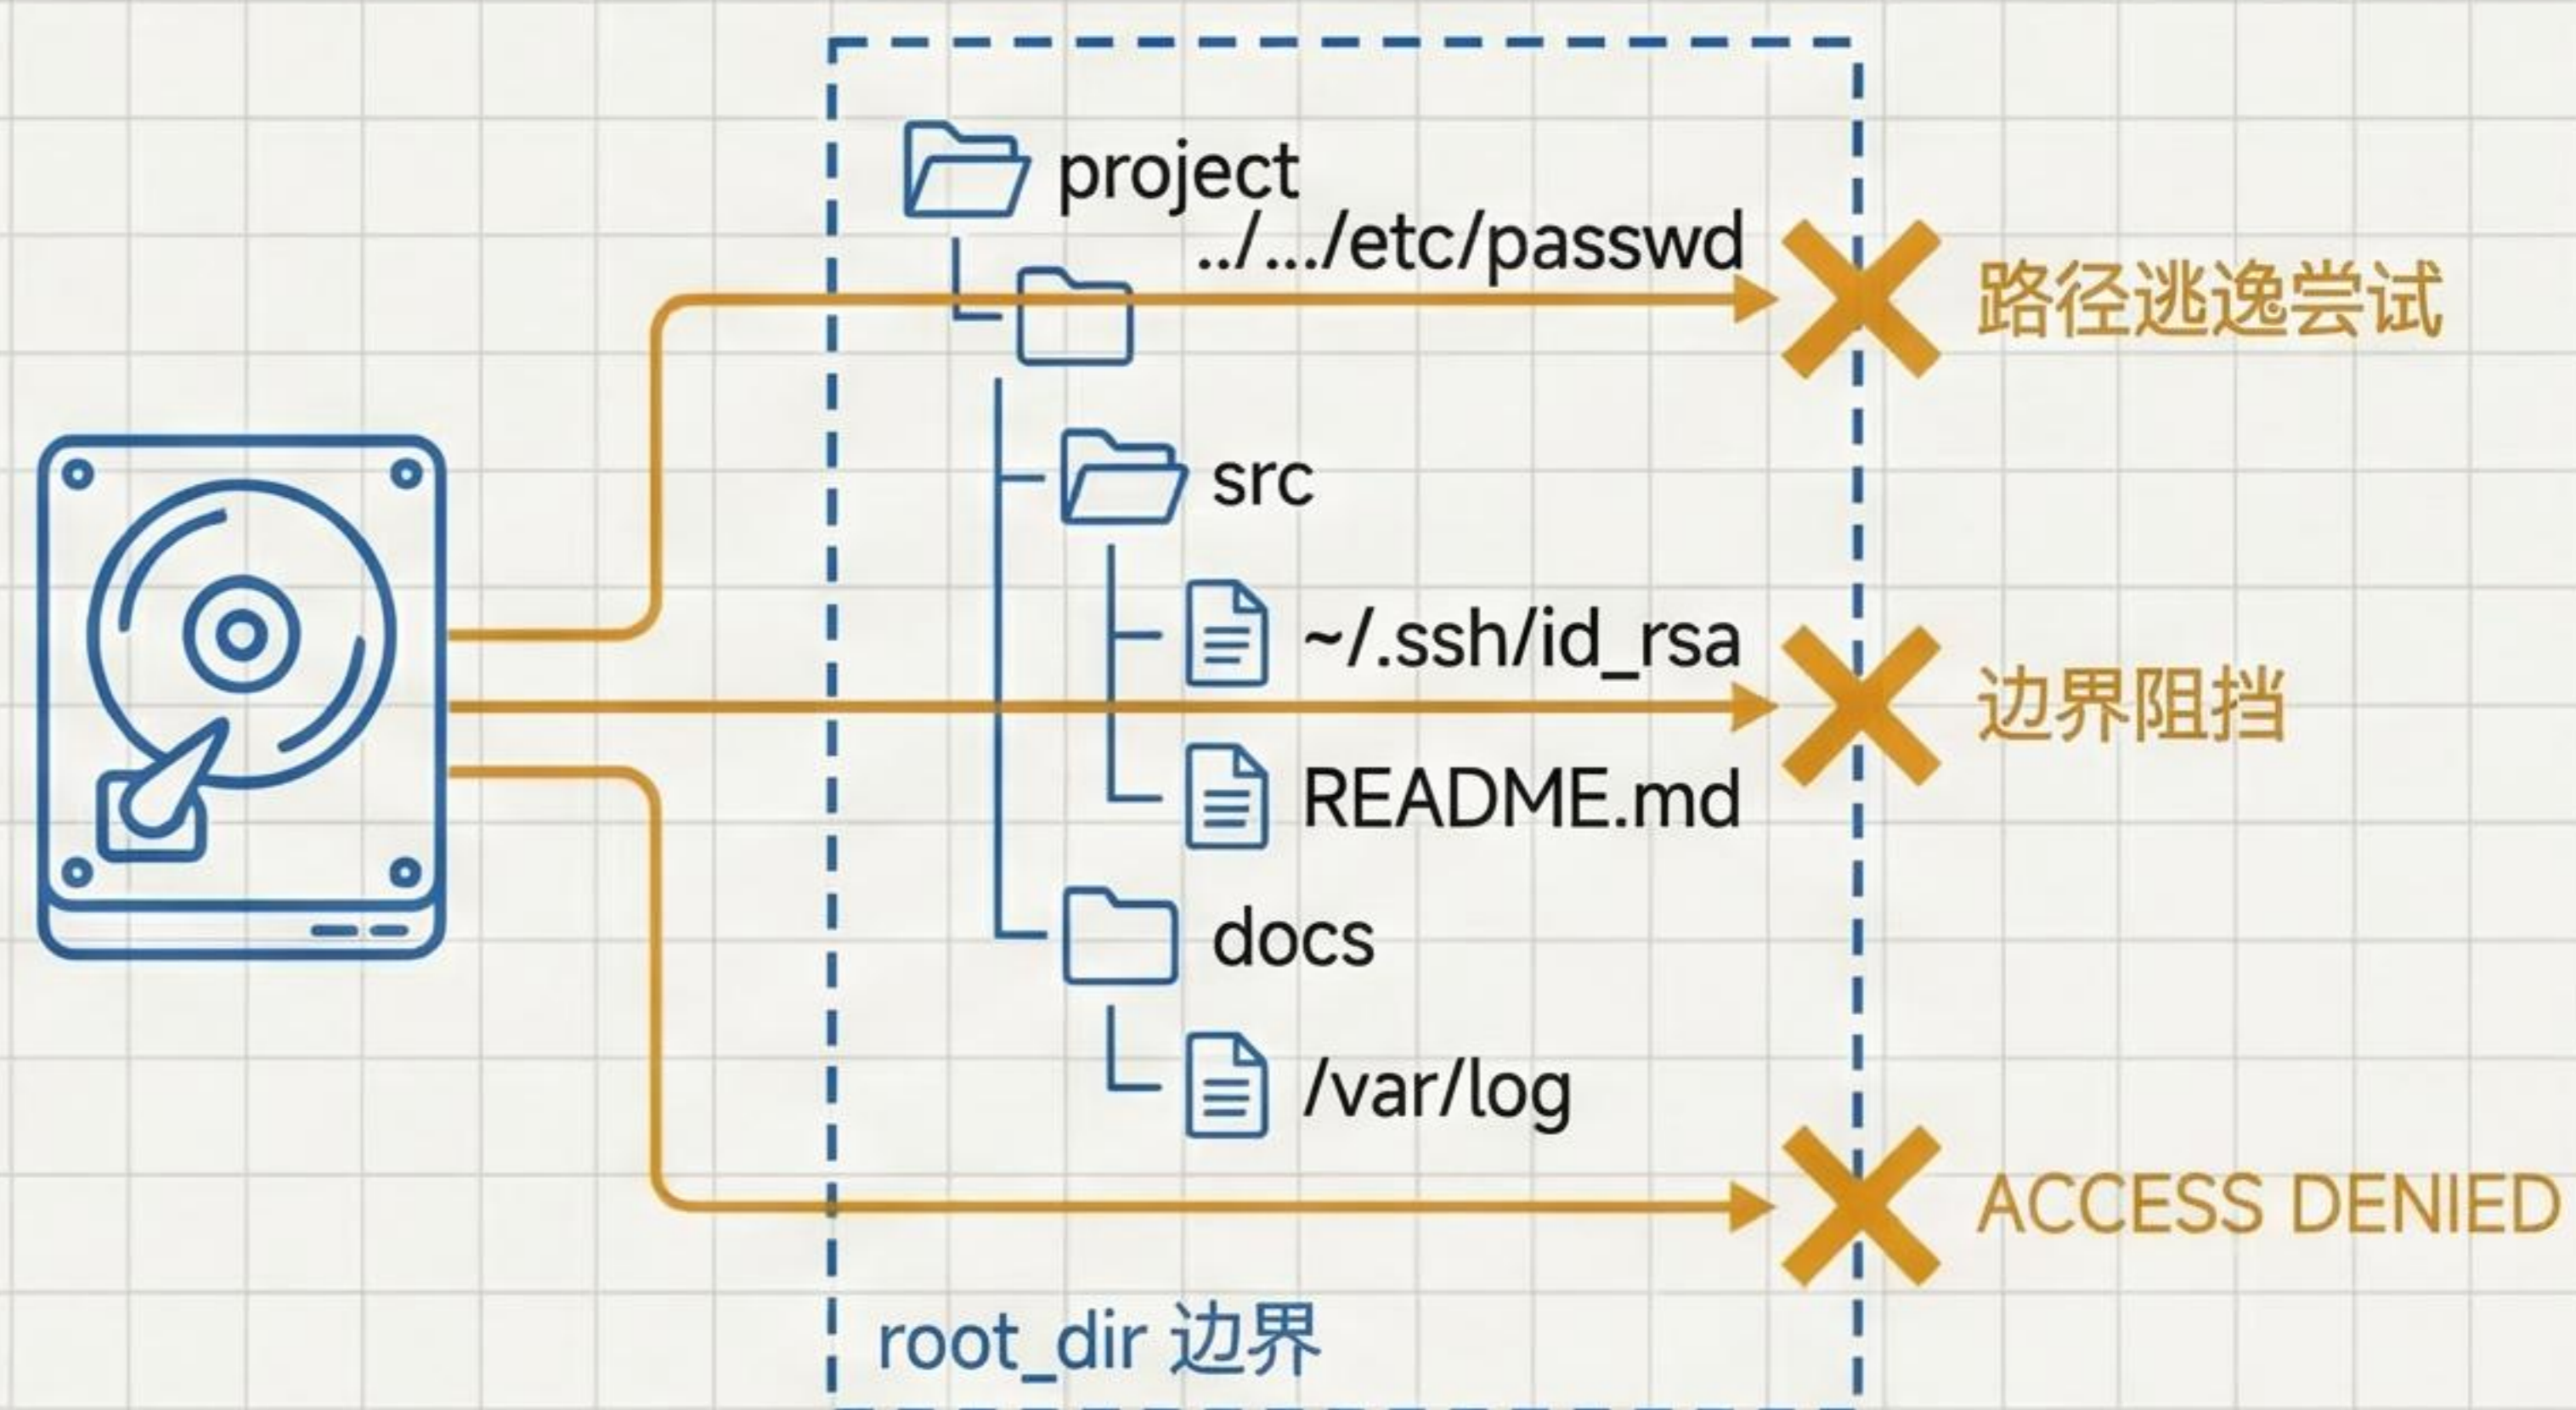 project
../.../etc/passwd
路径逃逸尝试
src
~/.ssh/id_rsa
边界阻挡
README.md
docs
/var/log
ACCESS DENIED
root_dir 边界